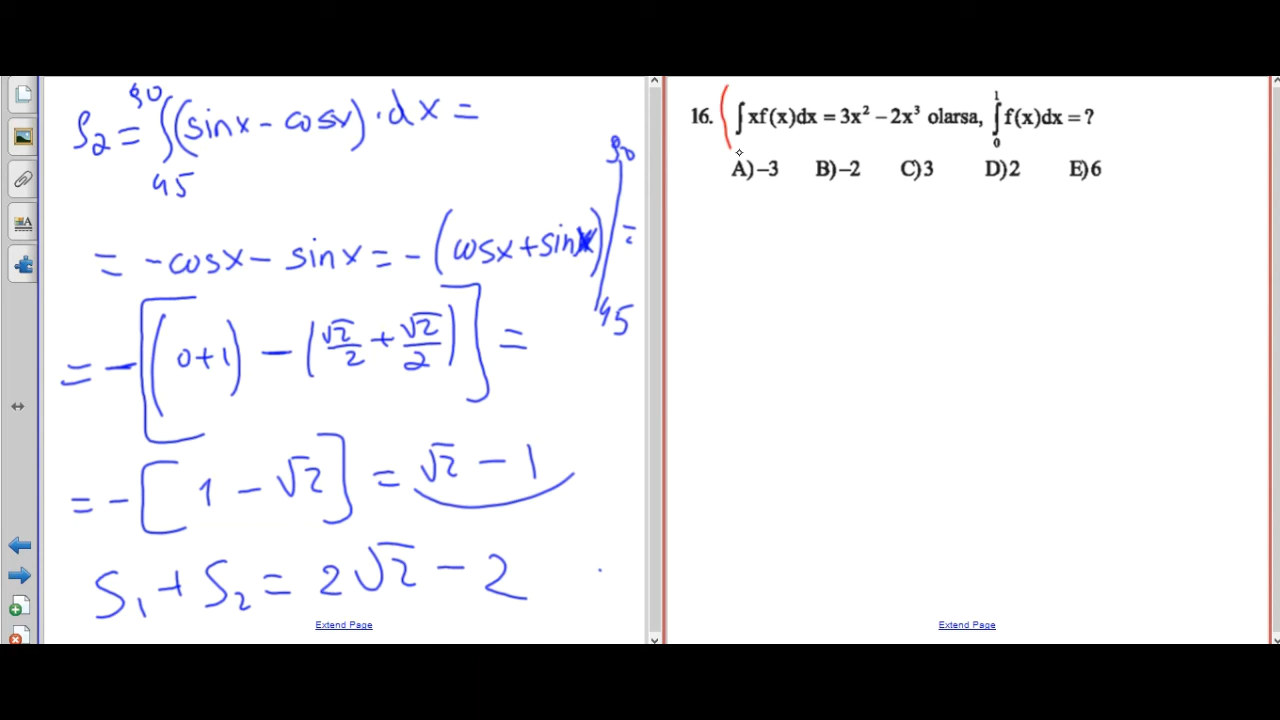 S₂ = ∫₄₅⁹⁰ (sinx - cosx) · dx =
= -cosx - sinx = -(cosx + sinx) |₄₅⁹⁰ =
= -[(0+1) - (√2/2 + √2/2)] =
= -[1 - √2] = √2 - 1
S₁ + S₂ = 2√2 - 2
Extend Page
16. ∫xf(x)dx = 3x² – 2x³ olarsa, ∫₀¹ f(x)dx = ?
A) –3 B) –2 C) 3 D) 2 E) 6
Extend Page